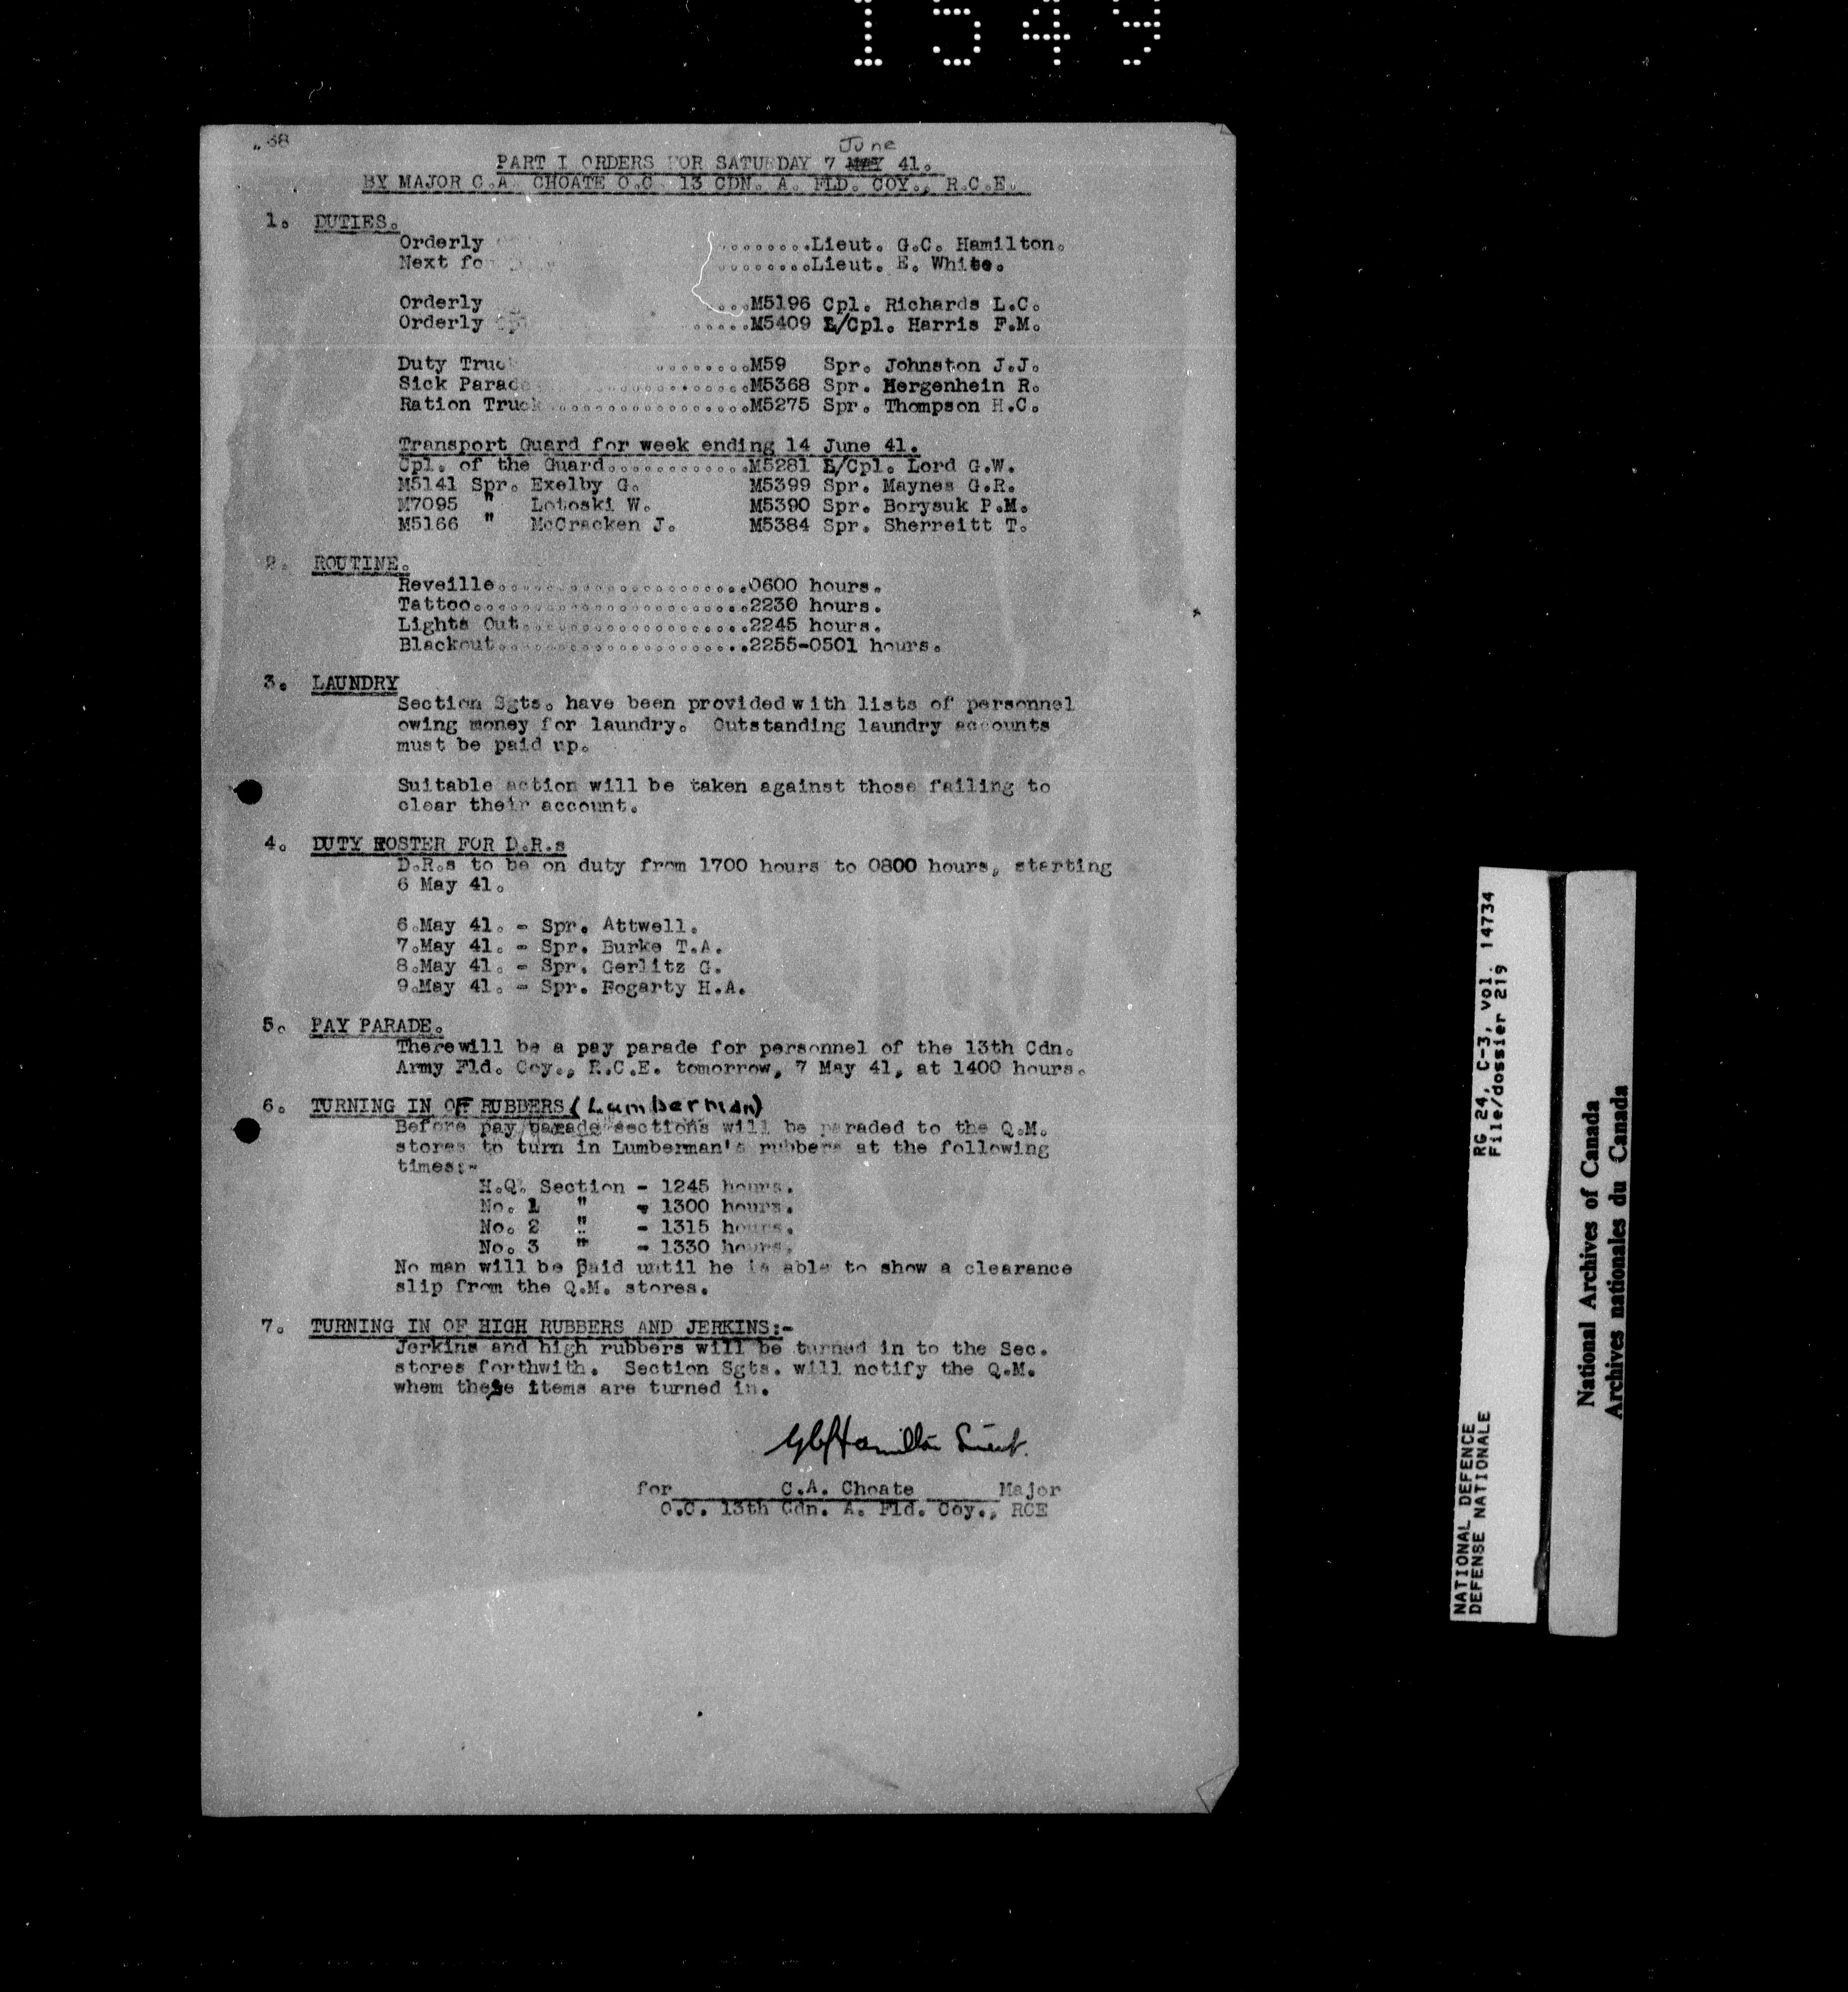 1549
38
June
PART I ORDERS FOR SATURDAY 7 MAY 41.
BY MAJOR C.A. CHOATE O.C. 13 CDN. A. FLD. COY., R.C.E.
1. DUTIES.
Orderly ........Lieut. G.C. Hamilton.
Next for ........Lieut. E. White.
Orderly ...M5196 Cpl. Richards L.C.
Orderly .....M5409 L/Cpl. Harris F.M.
Duty Truck ........M59 Spr. Johnston J.J.
Sick Parade ............M5368 Spr. Hergenhein R.
Ration Truck.................M5275 Spr. Thompson H.C.
Transport Guard for week ending 14 June 41.
Cpl. of the Guard............M5281 L/Cpl. Lord G.W.
M5141 Spr. Exelby G. M5399 Spr. Maynes G.R.
M7095 " Lotoski W. M5390 Spr. Borysuk P.M.
M5166 " McCracken J. M5384 Spr. Sherreitt T.
2. ROUTINE.
Reveille.....................0600 hours.
Tattoo.......................2230 hours.
Lights Out...................2245 hours.
Blackout.....................2255-0501 hours.
3. LAUNDRY
Section Sgts. have been provided with lists of personnel
owing money for laundry. Outstanding laundry accounts
must be paid up.
Suitable action will be taken against those failing to
clear their account.
4. DUTY ROSTER FOR D.R.s
D.R.s to be on duty from 1700 hours to 0800 hours, starting
6 May 41.
6.May 41. - Spr. Attwell.
7.May 41. - Spr. Burke T.A.
8.May 41. - Spr. Gerlitz G.
9.May 41. - Spr. Fogarty H.A.
5. PAY PARADE.
There will be a pay parade for personnel of the 13th Cdn.
Army Fld. Coy., R.C.E. tomorrow, 7 May 41, at 1400 hours.
6. TURNING IN OF RUBBERS (Lumberman)
Before pay parade sections will be paraded to the Q.M.
stores to turn in Lumberman's rubbers at the following
times:-
H.Q. Section - 1245 hours.
No. 1 " - 1300 hours.
No. 2 " - 1315 hours.
No. 3 " - 1330 hours.
No man will be paid until he is able to show a clearance
slip from the Q.M. stores.
7. TURNING IN OF HIGH RUBBERS AND JERKINS:-
Jerkins and high rubbers will be turned in to the Sec.
stores forthwith. Section Sgts. will notify the Q.M.
whem these items are turned in.
GC Hamilton Lieut.
for C.A. Choate Major
O.C. 13th Cdn. A. Fld. Coy., RCE
NATIONAL DEFENCE RG 24, C-3, Vol. 14734
DEFENSE NATIONALE File/dossier 219
National Archives of Canada
Archives nationales du Canada